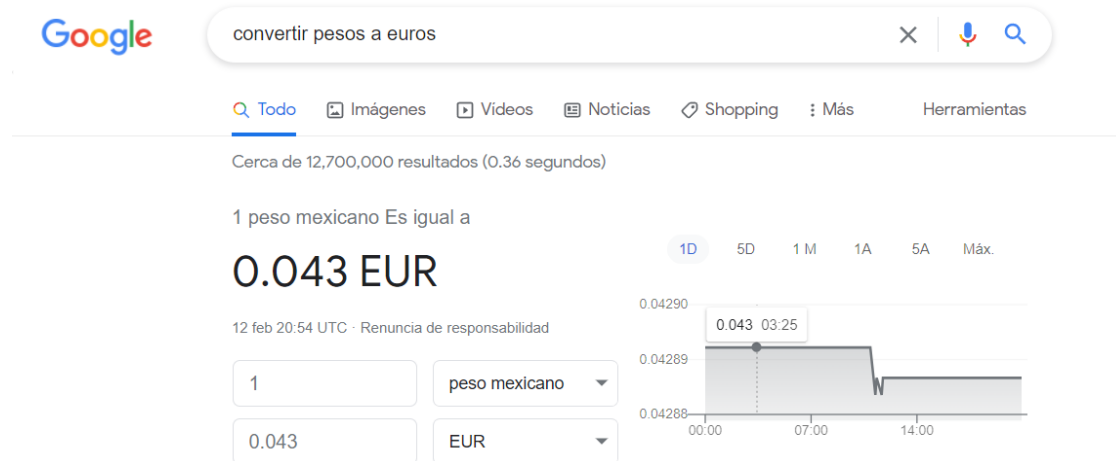 Google
convertir pesos a euros
Todo Imágenes Videos Noticias Shopping Más Herramientas
Cerca de 12,700,000 resultados (0.36 segundos)
1 peso mexicano Es igual a
0.043 EUR
12 feb 20:54 UTC · Renuncia de responsabilidad
1 peso mexicano
0.043 EUR
1D 5D 1 M 1A 5A Máx.
0.04290
0.043 03:25
0.04289
0.04288
00:00 07:00 14:00